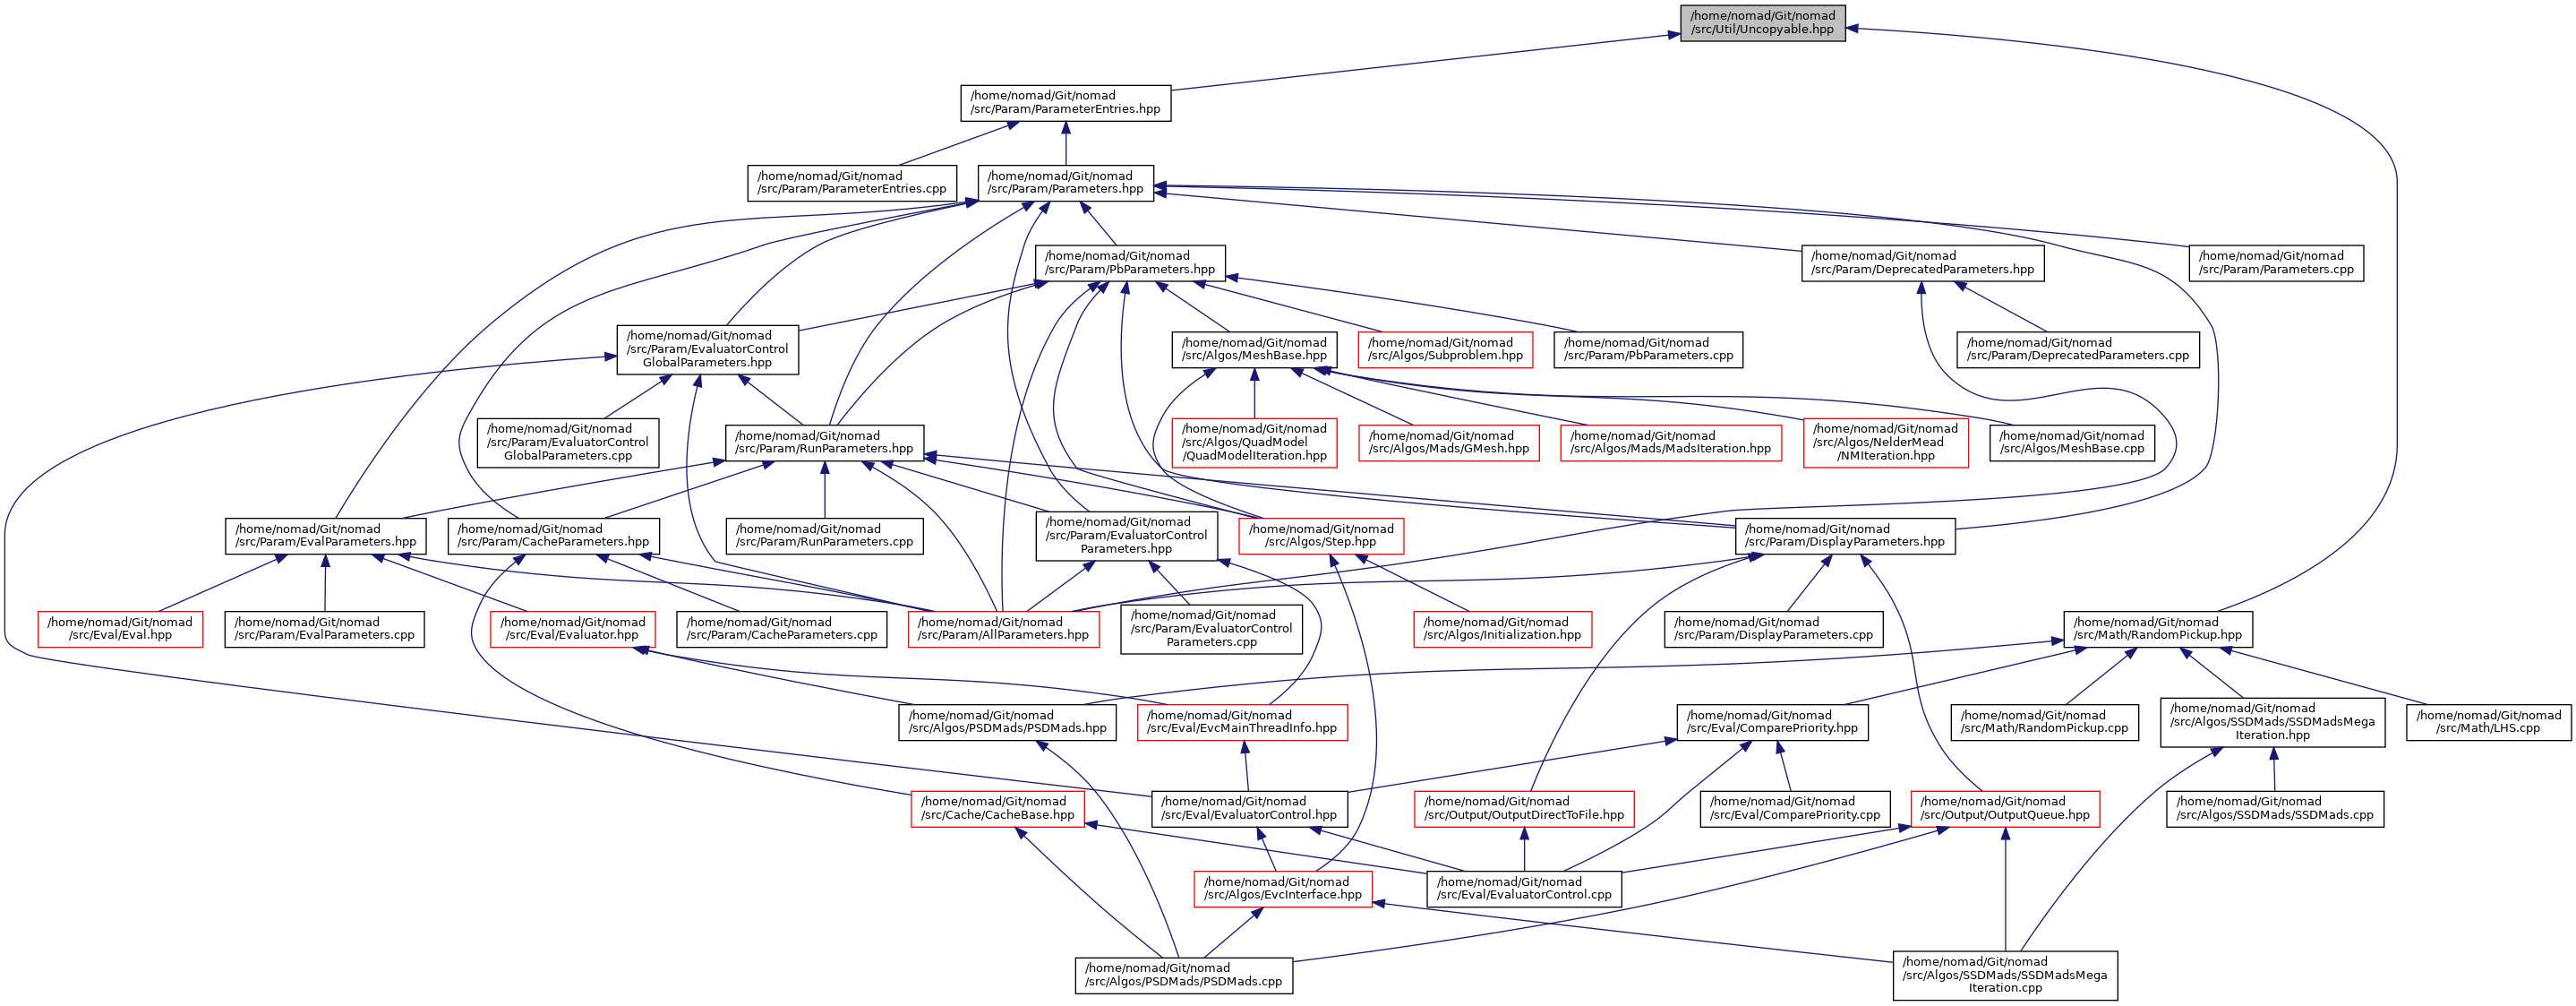 /home/nomad/Git/nomad
/src/Util/Uncopyable.hpp
/home/nomad/Git/nomad
/src/Param/ParameterEntries.hpp
/home/nomad/Git/nomad
/src/Param/ParameterEntries.cpp
/home/nomad/Git/nomad
/src/Param/Parameters.hpp
/home/nomad/Git/nomad
/src/Param/PbParameters.hpp
/home/nomad/Git/nomad
/src/Param/DeprecatedParameters.hpp
/home/nomad/Git/nomad
/src/Param/Parameters.cpp
/home/nomad/Git/nomad
/src/Param/EvaluatorControl
GlobalParameters.hpp
/home/nomad/Git/nomad
/src/Algos/MeshBase.hpp
/home/nomad/Git/nomad
/src/Algos/Subproblem.hpp
/home/nomad/Git/nomad
/src/Param/PbParameters.cpp
/home/nomad/Git/nomad
/src/Param/DeprecatedParameters.cpp
/home/nomad/Git/nomad
/src/Param/EvaluatorControl
GlobalParameters.cpp
/home/nomad/Git/nomad
/src/Param/RunParameters.hpp
/home/nomad/Git/nomad
/src/Algos/QuadModel
/QuadModelIteration.hpp
/home/nomad/Git/nomad
/src/Algos/Mads/GMesh.hpp
/home/nomad/Git/nomad
/src/Algos/Mads/MadsIteration.hpp
/home/nomad/Git/nomad
/src/Algos/NelderMead
/NMIteration.hpp
/home/nomad/Git/nomad
/src/Algos/MeshBase.cpp
/home/nomad/Git/nomad
/src/Param/EvalParameters.hpp
/home/nomad/Git/nomad
/src/Param/CacheParameters.hpp
/home/nomad/Git/nomad
/src/Param/RunParameters.cpp
/home/nomad/Git/nomad
/src/Param/EvaluatorControl
Parameters.hpp
/home/nomad/Git/nomad
/src/Algos/Step.hpp
/home/nomad/Git/nomad
/src/Param/DisplayParameters.hpp
/home/nomad/Git/nomad
/src/Eval/Eval.hpp
/home/nomad/Git/nomad
/src/Param/EvalParameters.cpp
/home/nomad/Git/nomad
/src/Eval/Evaluator.hpp
/home/nomad/Git/nomad
/src/Param/CacheParameters.cpp
/home/nomad/Git/nomad
/src/Param/AllParameters.hpp
/home/nomad/Git/nomad
/src/Param/EvaluatorControl
Parameters.cpp
/home/nomad/Git/nomad
/src/Algos/Initialization.hpp
/home/nomad/Git/nomad
/src/Param/DisplayParameters.cpp
/home/nomad/Git/nomad
/src/Math/RandomPickup.hpp
/home/nomad/Git/nomad
/src/Algos/PSDMads/PSDMads.hpp
/home/nomad/Git/nomad
/src/Eval/EvcMainThreadInfo.hpp
/home/nomad/Git/nomad
/src/Eval/ComparePriority.hpp
/home/nomad/Git/nomad
/src/Math/RandomPickup.cpp
/home/nomad/Git/nomad
/src/Algos/SSDMads/SSDMadsMega
Iteration.hpp
/home/nomad/Git/nomad
/src/Math/LHS.cpp
/home/nomad/Git/nomad
/src/Cache/CacheBase.hpp
/home/nomad/Git/nomad
/src/Eval/EvaluatorControl.hpp
/home/nomad/Git/nomad
/src/Output/OutputDirectToFile.hpp
/home/nomad/Git/nomad
/src/Eval/ComparePriority.cpp
/home/nomad/Git/nomad
/src/Output/OutputQueue.hpp
/home/nomad/Git/nomad
/src/Algos/SSDMads/SSDMads.cpp
/home/nomad/Git/nomad
/src/Algos/EvcInterface.hpp
/home/nomad/Git/nomad
/src/Eval/EvaluatorControl.cpp
/home/nomad/Git/nomad
/src/Algos/PSDMads/PSDMads.cpp
/home/nomad/Git/nomad
/src/Algos/SSDMads/SSDMadsMega
Iteration.cpp